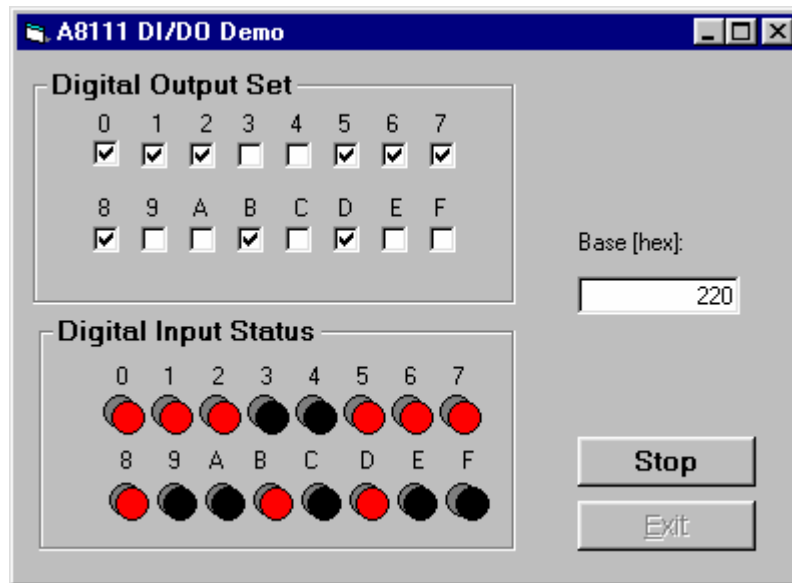 A8111 DI/DO Demo
Digital Output Set
0 1 2 3 4 5 6 7
8 9 A B C D E F
Base [hex]:
220
Digital Input Status
0 1 2 3 4 5 6 7
8 9 A B C D E F
Stop
Exit